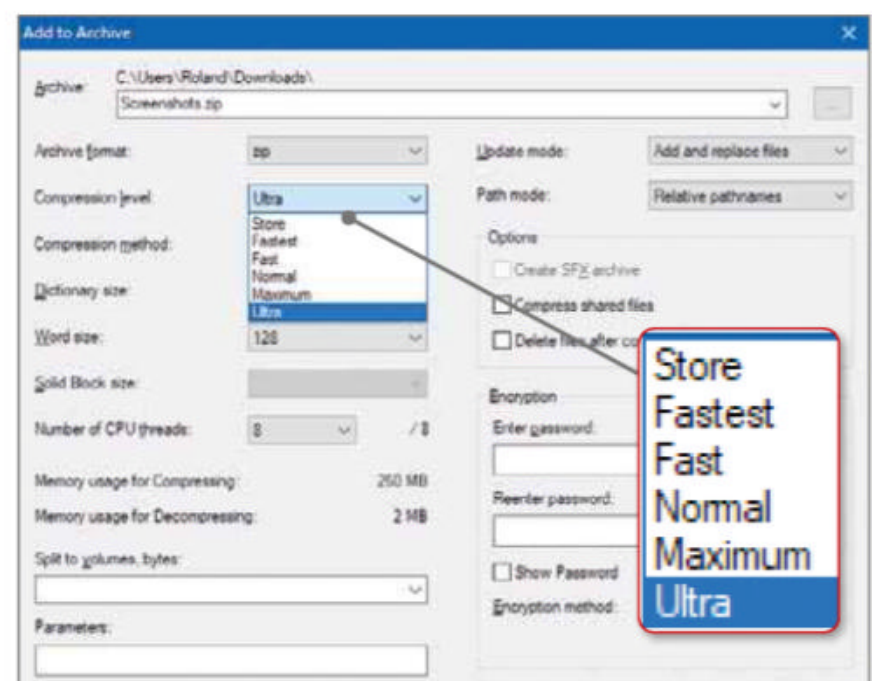 Add to Archive
Archive: C:\Users\Roland\Downloads\
Screenshots.zip
...
Archive format: zip
Compression level: Ultra
Store
Fastest
Fast
Normal
Maximum
Ultra
Compression method:
Dictionary size:
Word size: 128
Solid Block size:
Number of CPU threads: 8 / 8
Memory usage for Compressing: 260 MB
Memory usage for Decompressing: 2 MB
Split to volumes, bytes:
Parameters:
Update mode: Add and replace files
Path mode: Relative pathnames
Options
Create SFX archive
Compress shared files
Delete files after co
Encryption
Enter password:
Reenter password:
Show Password
Encryption method:
Store
Fastest
Fast
Normal
Maximum
Ultra